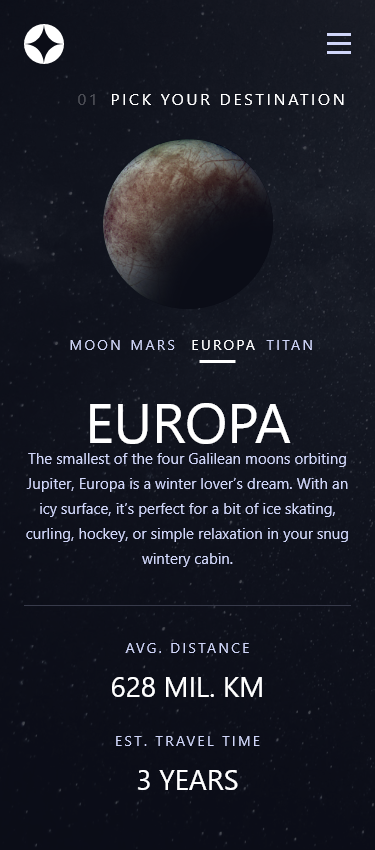 01 PICK YOUR DESTINATION
MOON MARS EUROPA TITAN
EUROPA
The smallest of the four Galilean moons orbiting
Jupiter, Europa is a winter lover’s dream. With an
icy surface, it’s perfect for a bit of ice skating,
curling, hockey, or simple relaxation in your snug
wintery cabin.
AVG. DISTANCE
628 MIL. KM
EST. TRAVEL TIME
3 YEARS